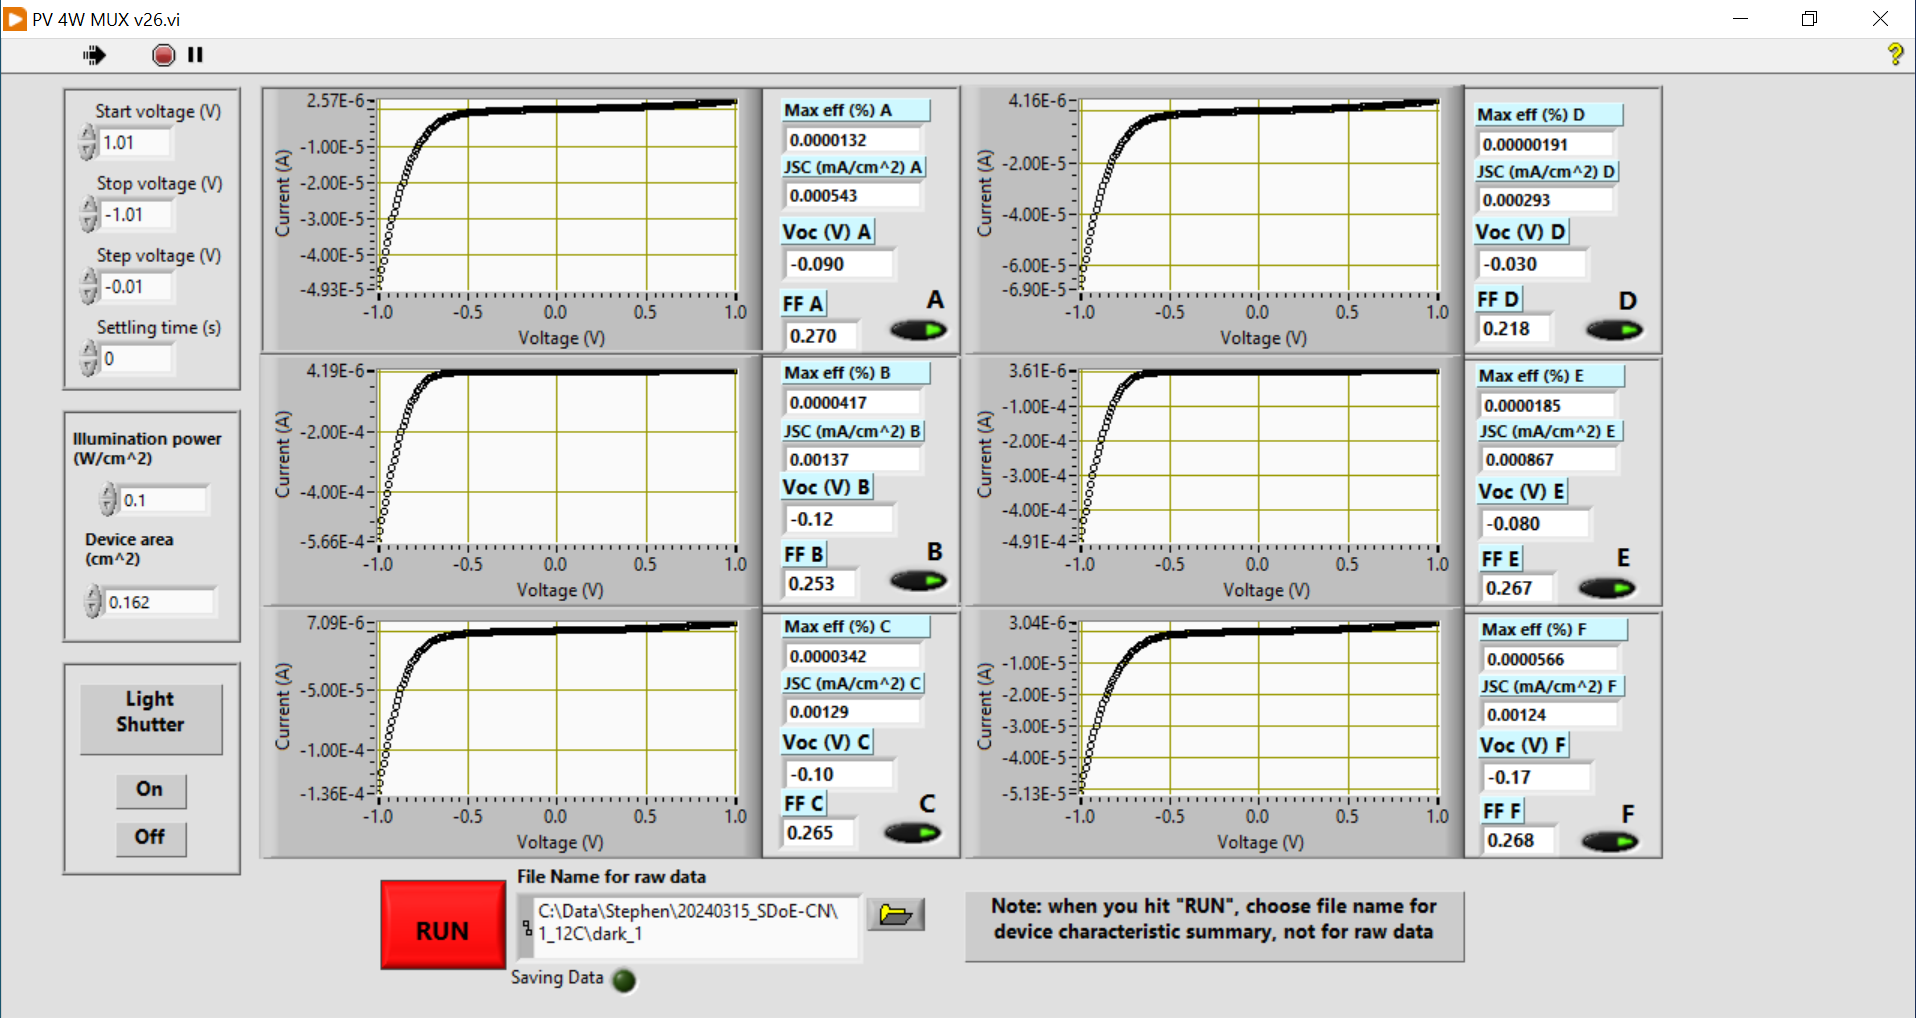 PV 4W MUX v26.vi
Start voltage (V)
1.01
Stop voltage (V)
-1.01
Step voltage (V)
-0.01
Settling time (s)
0
Illumination power
(W/cm^2)
0.1
Device area
(cm^2)
0.162
Light
Shutter
On
Off
Current (A)
2.57E-6
-1.00E-5
-2.00E-5
-3.00E-5
-4.00E-5
-4.93E-5
-1.0 -0.5 0.0 0.5 1.0
Voltage (V)
Max eff (%) A
0.0000132
JSC (mA/cm^2) A
0.000543
Voc (V) A
-0.090
FF A
0.270
A
Current (A)
4.16E-6
-2.00E-5
-4.00E-5
-6.00E-5
-6.90E-5
-1.0 -0.5 0.0 0.5 1.0
Voltage (V)
Max eff (%) D
0.00000191
JSC (mA/cm^2) D
0.000293
Voc (V) D
-0.030
FF D
0.218
D
Current (A)
4.19E-6
-2.00E-4
-4.00E-4
-5.66E-4
-1.0 -0.5 0.0 0.5 1.0
Voltage (V)
Max eff (%) B
0.0000417
JSC (mA/cm^2) B
0.00137
Voc (V) B
-0.12
FF B
0.253
B
Current (A)
3.61E-6
-1.00E-4
-2.00E-4
-3.00E-4
-4.00E-4
-4.91E-4
-1.0 -0.5 0.0 0.5 1.0
Voltage (V)
Max eff (%) E
0.0000185
JSC (mA/cm^2) E
0.000867
Voc (V) E
-0.080
FF E
0.267
E
Current (A)
7.09E-6
-5.00E-5
-1.00E-4
-1.36E-4
-1.0 -0.5 0.0 0.5 1.0
Voltage (V)
Max eff (%) C
0.0000342
JSC (mA/cm^2) C
0.00129
Voc (V) C
-0.10
FF C
0.265
C
Current (A)
3.04E-6
-1.00E-5
-2.00E-5
-3.00E-5
-4.00E-5
-5.13E-5
-1.0 -0.5 0.0 0.5 1.0
Voltage (V)
Max eff (%) F
0.0000566
JSC (mA/cm^2) F
0.00124
Voc (V) F
-0.17
FF F
0.268
F
RUN
File Name for raw data
C:\Data\Stephen\20240315_SDoE-CN\
1_12C\dark_1
Saving Data
Note: when you hit "RUN", choose file name for
device characteristic summary, not for raw data